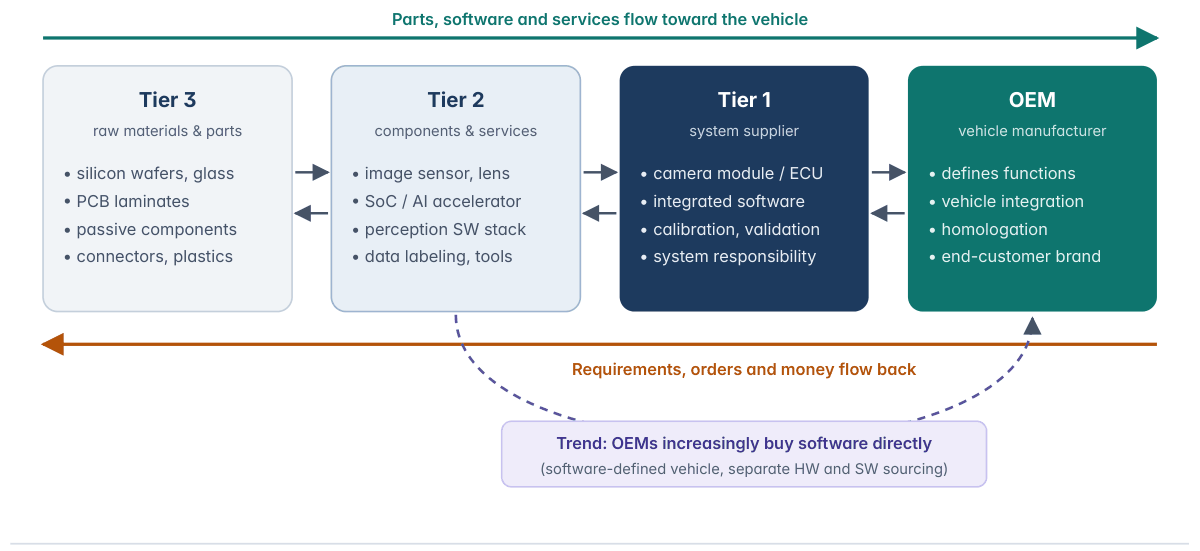 Parts, software and services flow toward the vehicle
Tier 3
raw materials & parts
• silicon wafers, glass
• PCB laminates
• passive components
• connectors, plastics
Tier 2
components & services
• image sensor, lens
• SoC / AI accelerator
• perception SW stack
• data labeling, tools
Tier 1
system supplier
• camera module / ECU
• integrated software
• calibration, validation
• system responsibility
OEM
vehicle manufacturer
• defines functions
• vehicle integration
• homologation
• end-customer brand
Requirements, orders and money flow back
Trend: OEMs increasingly buy software directly
(software-defined vehicle, separate HW and SW sourcing)